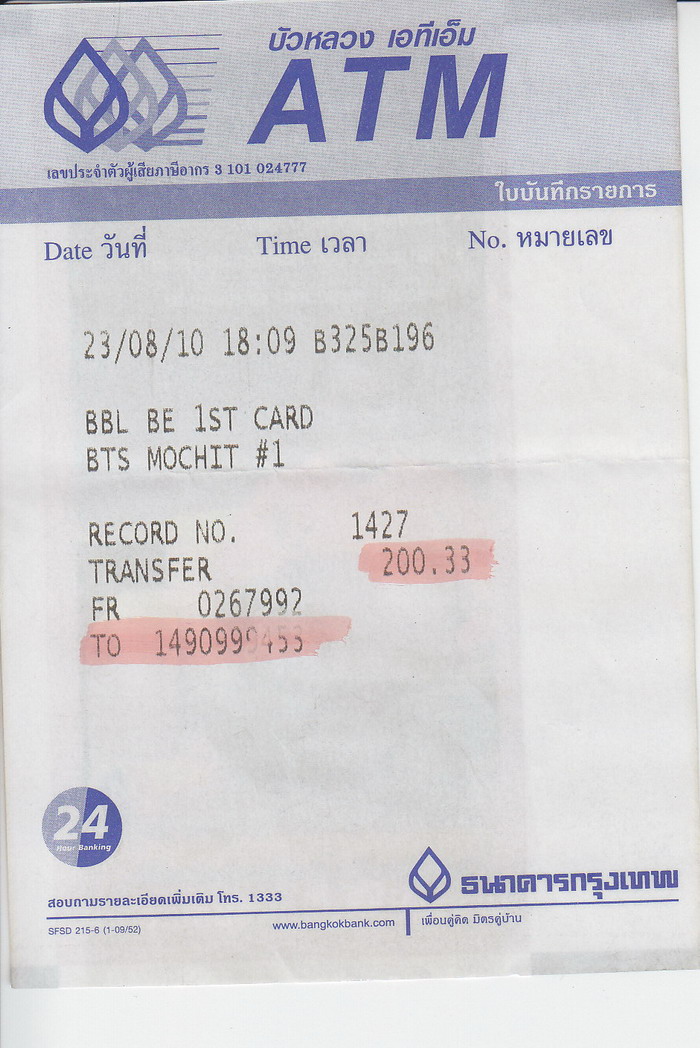 บัวหลวง เอทีเอ็ม
ATM
เลขประจำตัวผู้เสียภาษีอากร 3 101 024777
ใบบันทึกรายการ
Date วันที่ Time เวลา No. หมายเลข
23/08/10 18:09 B325B196
BBL BE 1ST CARD
BTS MOCHIT #1
RECORD NO. 1427
TRANSFER 200.33
FR 0267992
TO 1490999453
24
Hour Banking
ธนาคารกรุงเทพ
สอบถามรายละเอียดเพิ่มเติม โทร. 1333
SFSD 215-6 (1-09/52) www.bangkokbank.com เพื่อนคู่คิด มิตรคู่บ้าน